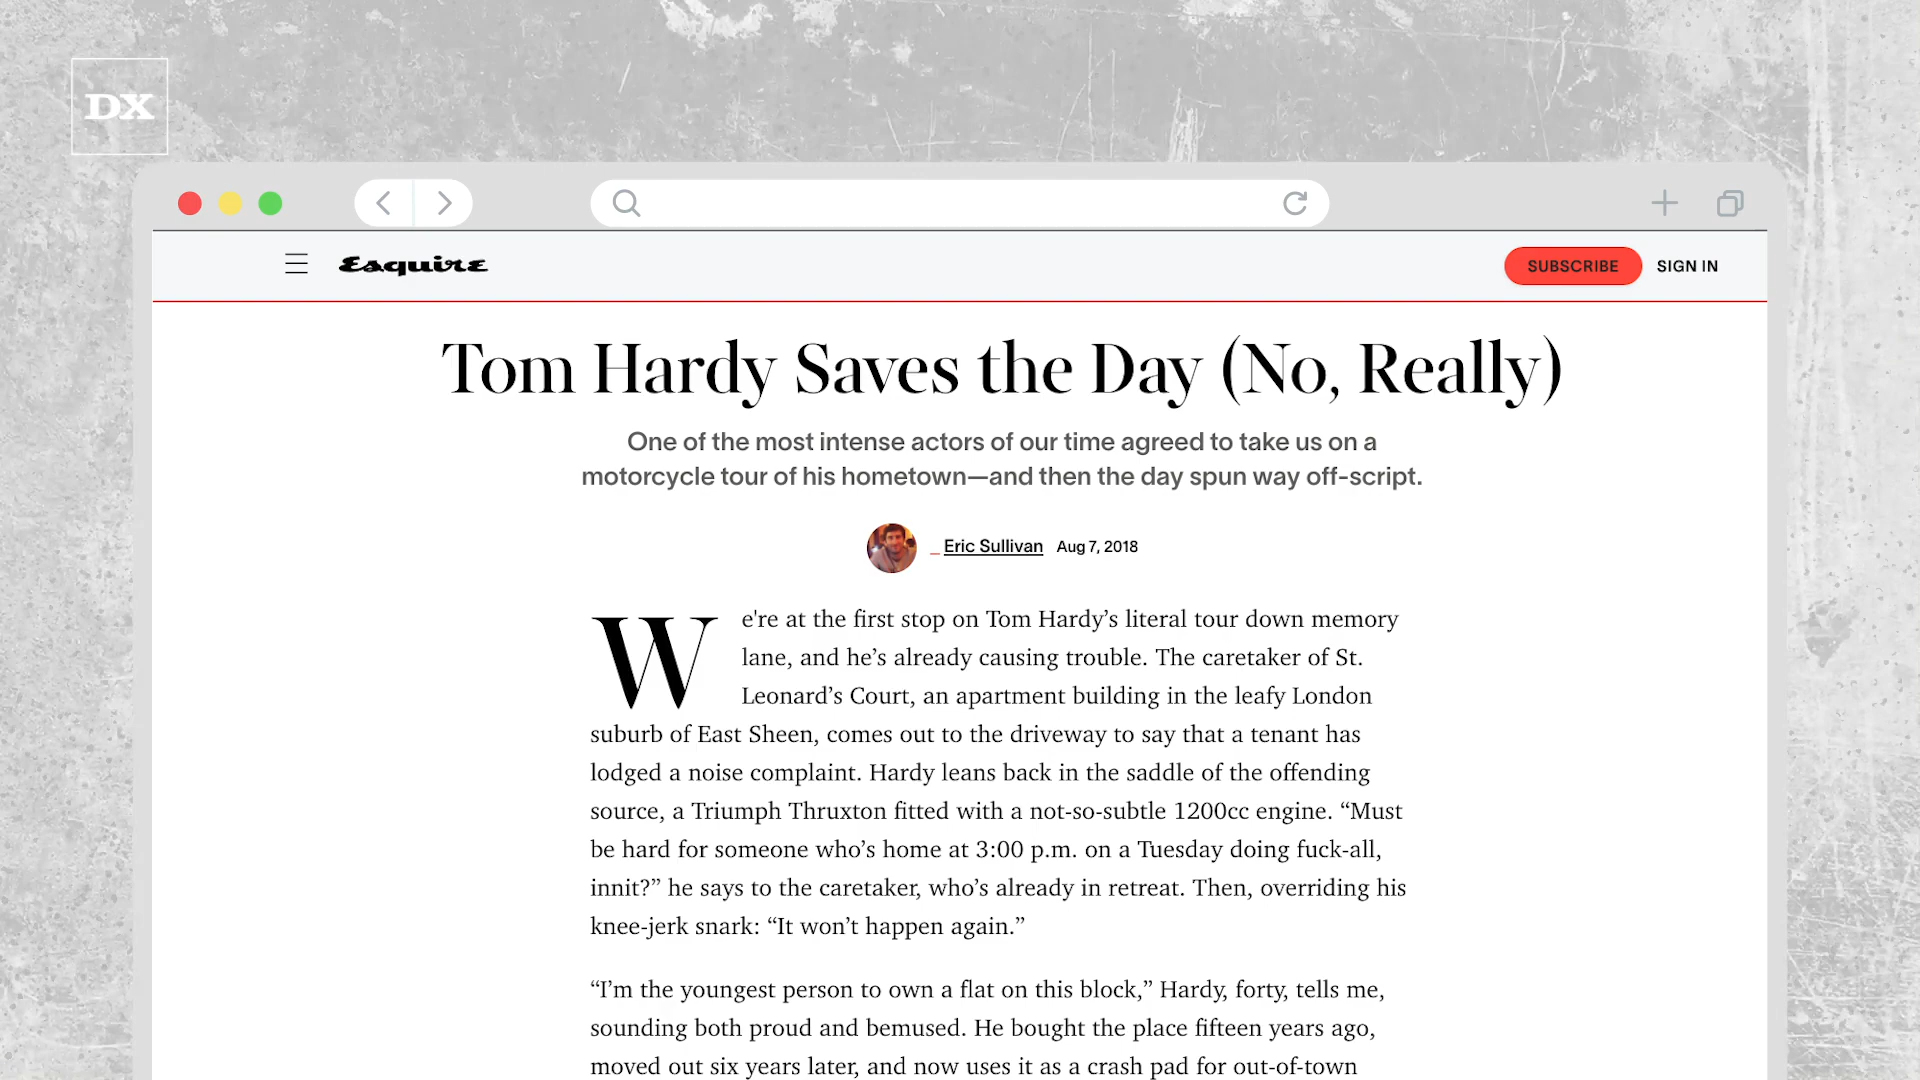 DX
Esquire
SUBSCRIBE SIGN IN
Tom Hardy Saves the Day (No, Really)
One of the most intense actors of our time agreed to take us on a
motorcycle tour of his hometown—and then the day spun way off-script.
_ Eric Sullivan Aug 7, 2018
We're at the first stop on Tom Hardy’s literal tour down memory
lane, and he’s already causing trouble. The caretaker of St.
Leonard’s Court, an apartment building in the leafy London
suburb of East Sheen, comes out to the driveway to say that a tenant has
lodged a noise complaint. Hardy leans back in the saddle of the offending
source, a Triumph Thruxton fitted with a not-so-subtle 1200cc engine. “Must
be hard for someone who’s home at 3:00 p.m. on a Tuesday doing fuck-all,
innit?” he says to the caretaker, who’s already in retreat. Then, overriding his
knee-jerk snark: “It won’t happen again.”
“I’m the youngest person to own a flat on this block,” Hardy, forty, tells me,
sounding both proud and bemused. He bought the place fifteen years ago,
moved out six years later, and now uses it as a crash pad for out-of-town